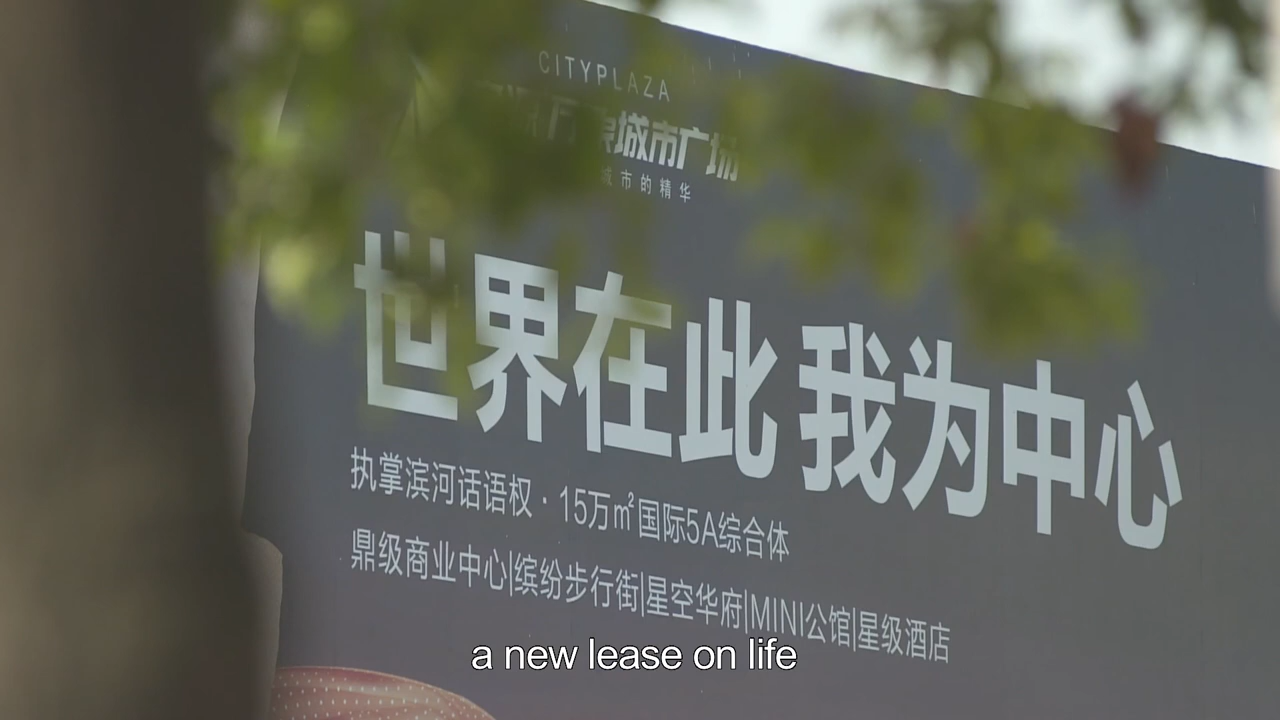 CITYPLAZA
城市广场
城市的精华
世界在此 我为中心
执掌滨河话语权·15万㎡国际5A综合体
鼎级商业中心|缤纷步行街|星空华府|MINI公馆|星级酒店
a new lease on life